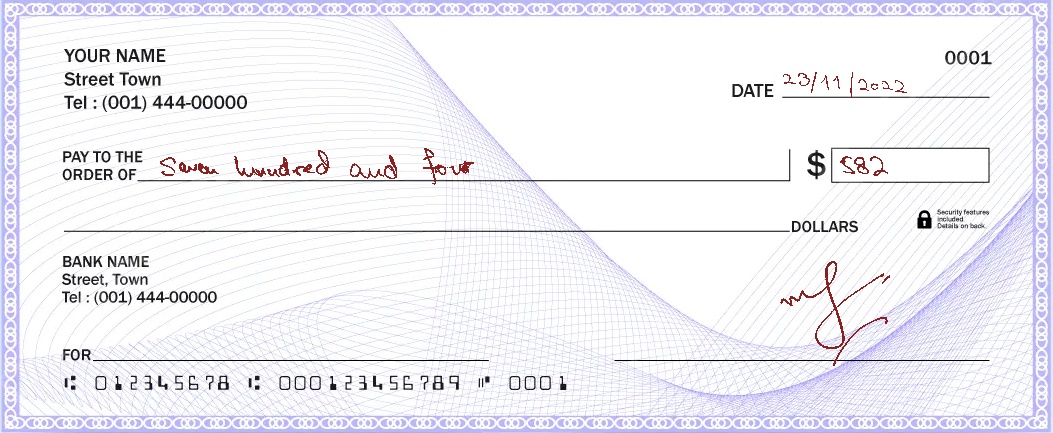 YOUR NAME
0001
Street Town
DATE 23/11/2022
Tel : (001) 444-00000
PAY TO THE
ORDER OF seven hundred and four $ 582
Security features
included.
Details on back.
DOLLARS
BANK NAME
Street, Town
Tel : (001) 444-00000
FOR
012345678 000123456789 0001